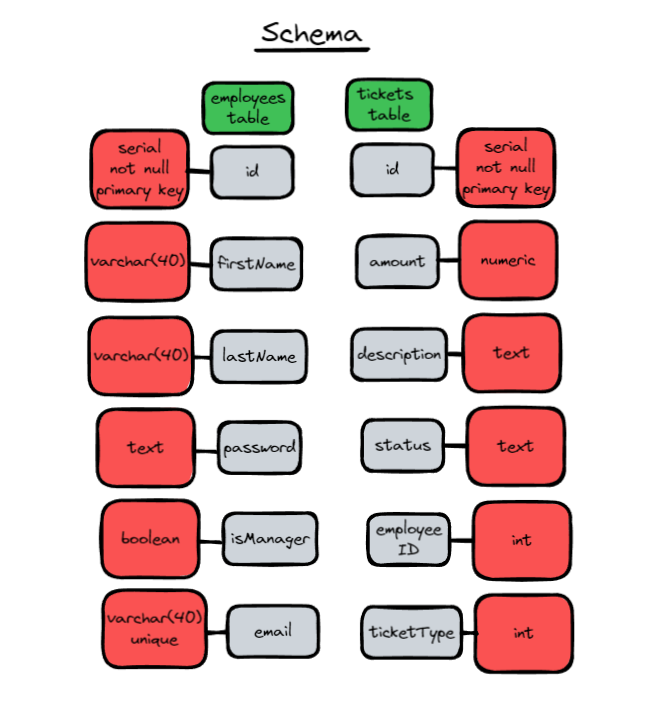 Schema
employees
table
tickets
table
serial
not null
primary key
id
id
serial
not null
primary key
varchar(40)
firstName
amount
numeric
varchar(40)
lastName
description
text
text
password
status
text
boolean
isManager
employee
ID
int
varchar(40)
unique
email
ticketType
int